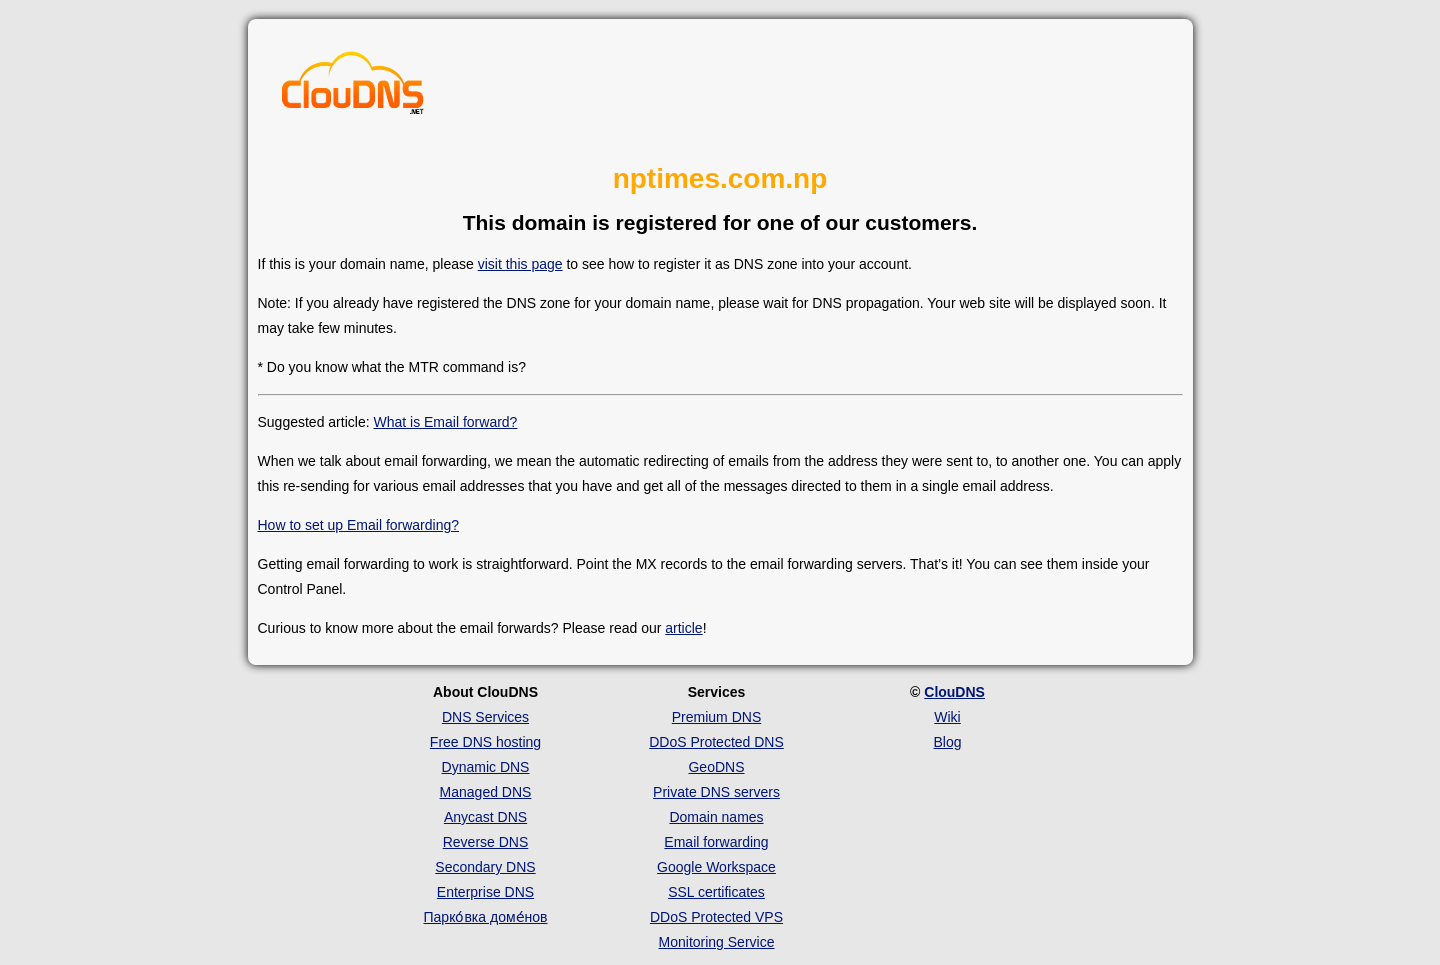 ClouDNS
.NET
nptimes.com.np
This domain is registered for one of our customers.
If this is your domain name, please visit this page to see how to register it as DNS zone into your account.
Note: If you already have registered the DNS zone for your domain name, please wait for DNS propagation. Your web site will be displayed soon. It
may take few minutes.
* Do you know what the MTR command is?
Suggested article: What is Email forward?
When we talk about email forwarding, we mean the automatic redirecting of emails from the address they were sent to, to another one. You can apply
this re-sending for various email addresses that you have and get all of the messages directed to them in a single email address.
How to set up Email forwarding?
Getting email forwarding to work is straightforward. Point the MX records to the email forwarding servers. That’s it! You can see them inside your
Control Panel.
Curious to know more about the email forwards? Please read our article!
About ClouDNS
DNS Services
Free DNS hosting
Dynamic DNS
Managed DNS
Anycast DNS
Reverse DNS
Secondary DNS
Enterprise DNS
Парко́вка доме́нов
Services
Premium DNS
DDoS Protected DNS
GeoDNS
Private DNS servers
Domain names
Email forwarding
Google Workspace
SSL certificates
DDoS Protected VPS
Monitoring Service
© ClouDNS
Wiki
Blog